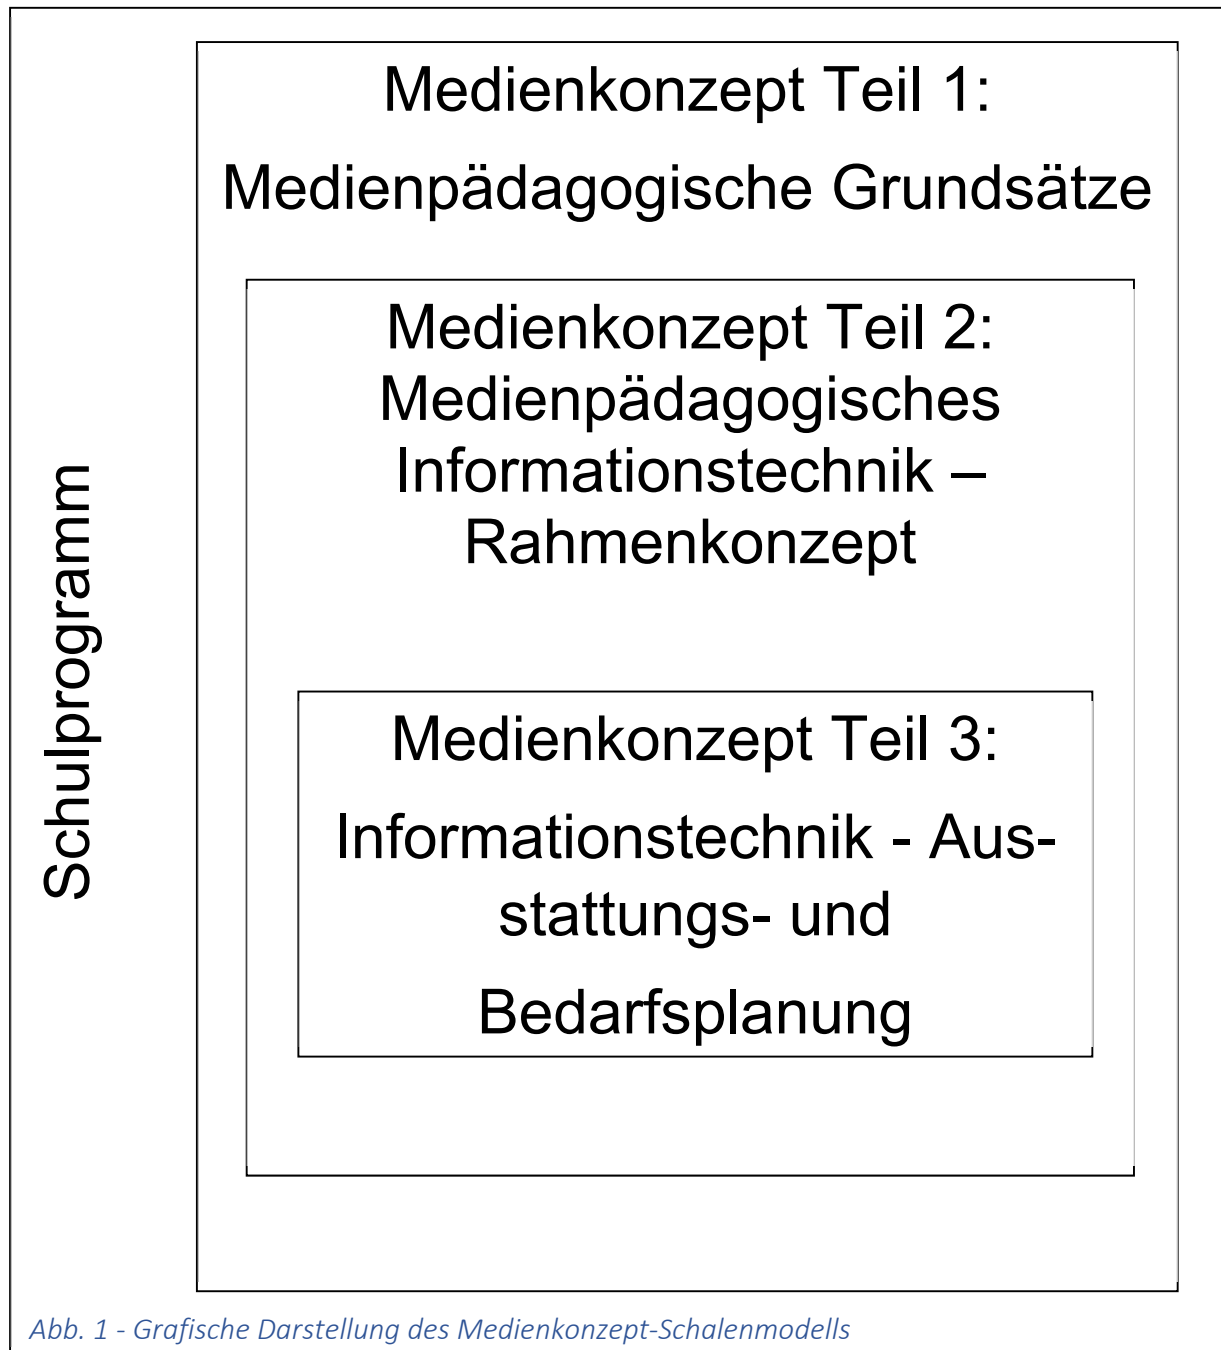 Schulprogramm
Medienkonzept Teil 1:
Medienpädagogische Grundsätze
Medienkonzept Teil 2:
Medienpädagogisches
Informationstechnik –
Rahmenkonzept
Medienkonzept Teil 3:
Informationstechnik - Aus-
stattungs- und
Bedarfsplanung
Abb. 1 - Grafische Darstellung des Medienkonzept-Schalenmodells